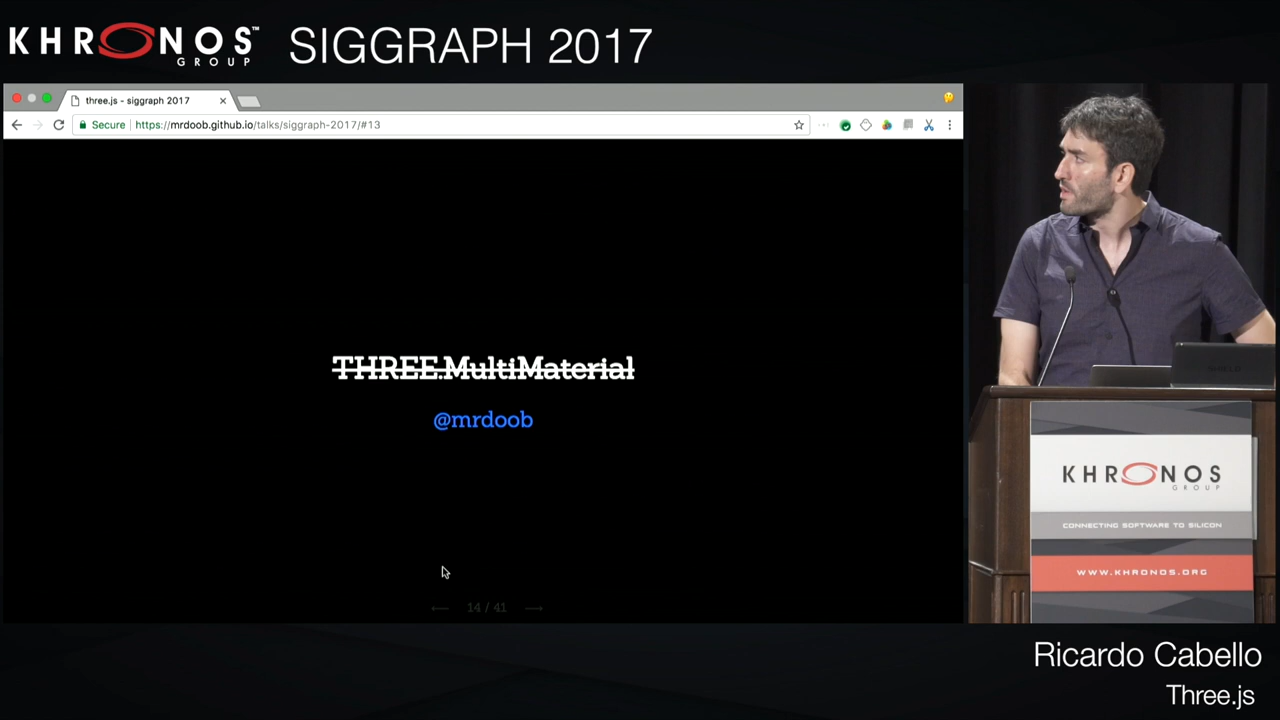 KHRONOS™
GROUP
SIGGRAPH 2017
three.js - siggraph 2017
Secure
https://mrdoob.github.io/talks/siggraph-2017/#13
THREE.MultiMaterial
@mrdoob
14 / 41
KHRONOS
GROUP
CONNECTING SOFTWARE TO SILICON
WWW.KHRONOS.ORG
Ricardo Cabello
Three.js